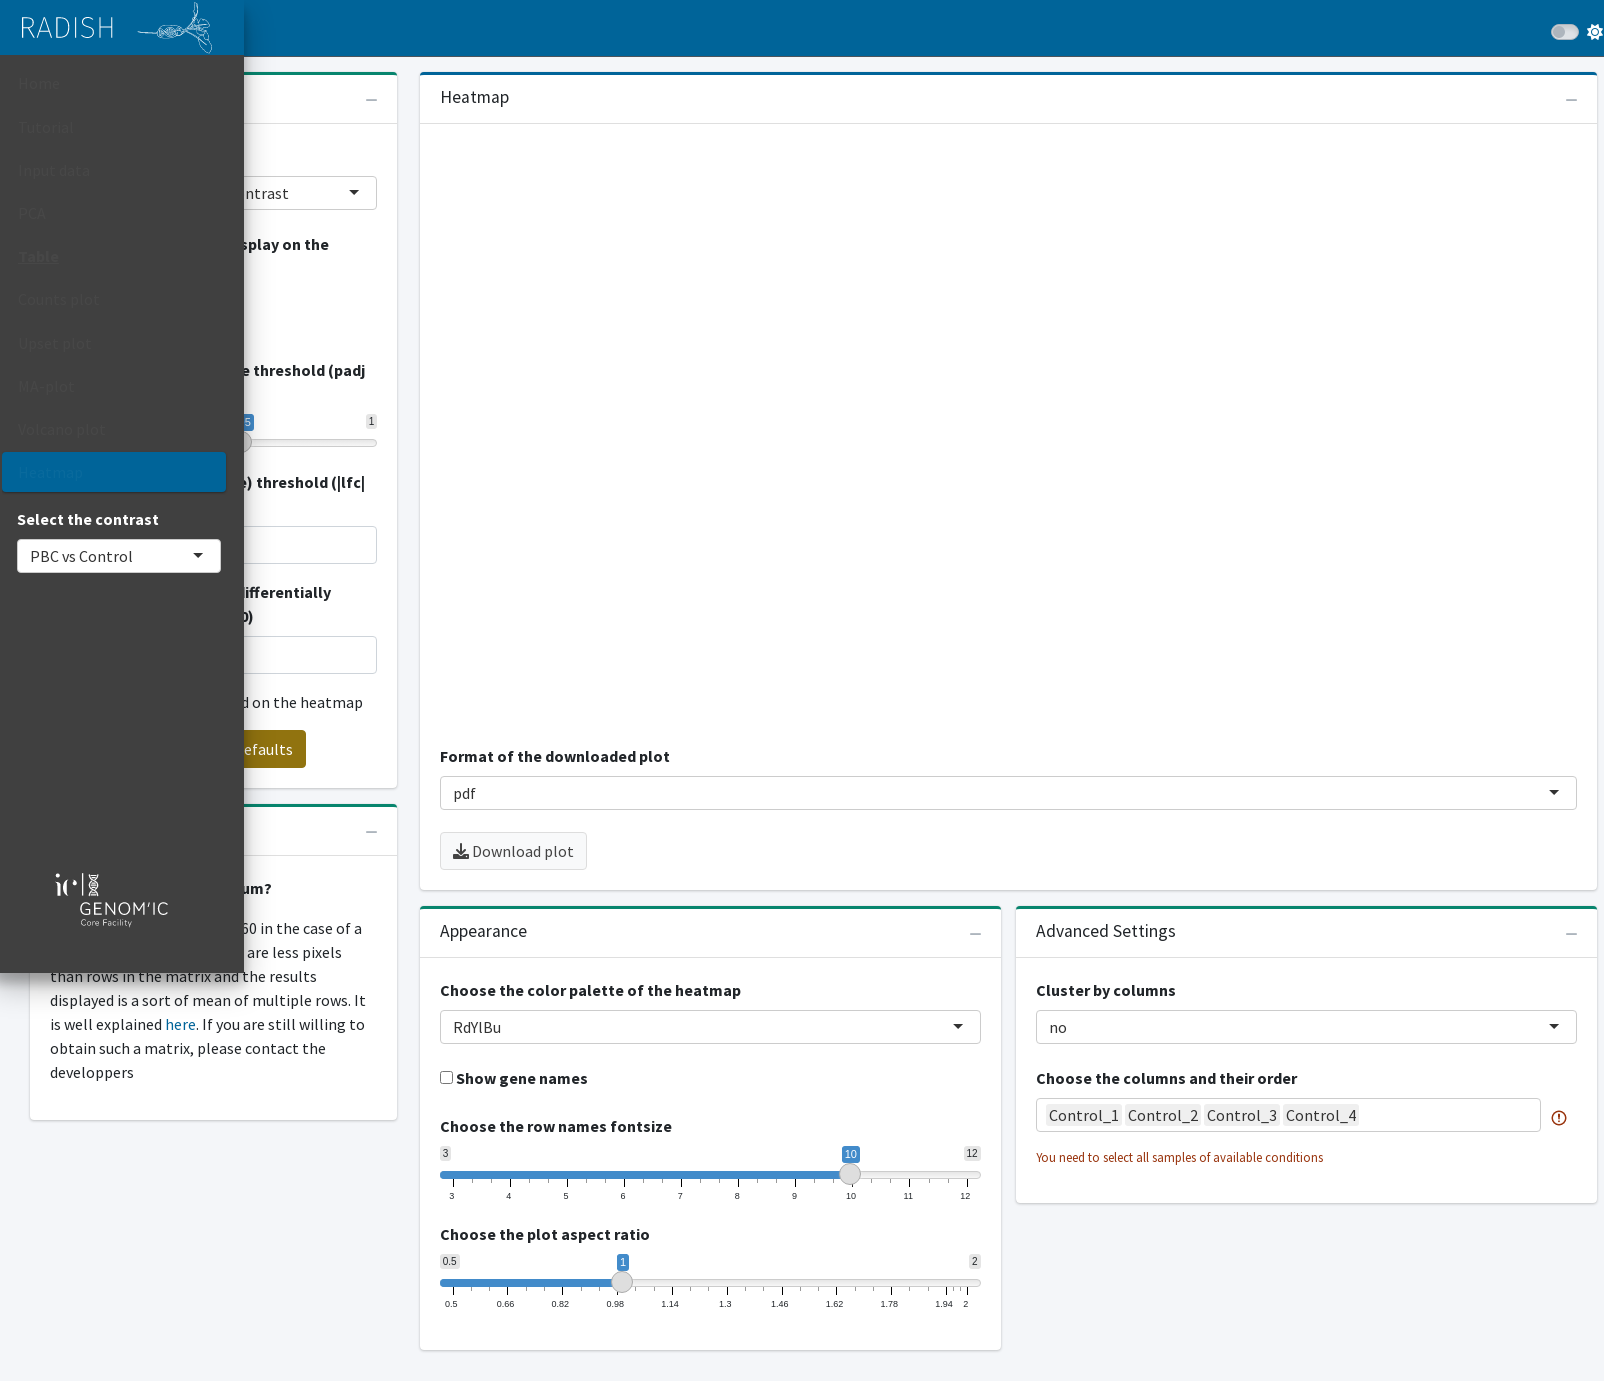 RADISH
Home
Tutorial
Input data
PCA
Table
Counts plot
Upset plot
MA-plot
Volcano plot
Heatmap
Select the contrast
PBC vs Control
ic
GENOM'IC
Core Facility
ntrast
splay on the
e threshold (padj
5
1
e) threshold (|lfc|
ifferentially
0)
d on the heatmap
efaults
um?
60 in the case of a
are less pixels
than rows in the matrix and the results
displayed is a sort of mean of multiple rows. It
is well explained here. If you are still willing to
obtain such a matrix, please contact the
developpers
Heatmap
Format of the downloaded plot
pdf
Download plot
Appearance
Choose the color palette of the heatmap
RdYlBu
Show gene names
Choose the row names fontsize
3 10 12
3 4 5 6 7 8 9 10 11 12
Choose the plot aspect ratio
0.5 1 2
0.5 0.66 0.82 0.98 1.14 1.3 1.46 1.62 1.78 1.94 2
Advanced Settings
Cluster by columns
no
Choose the columns and their order
Control_1 Control_2 Control_3 Control_4
You need to select all samples of available conditions